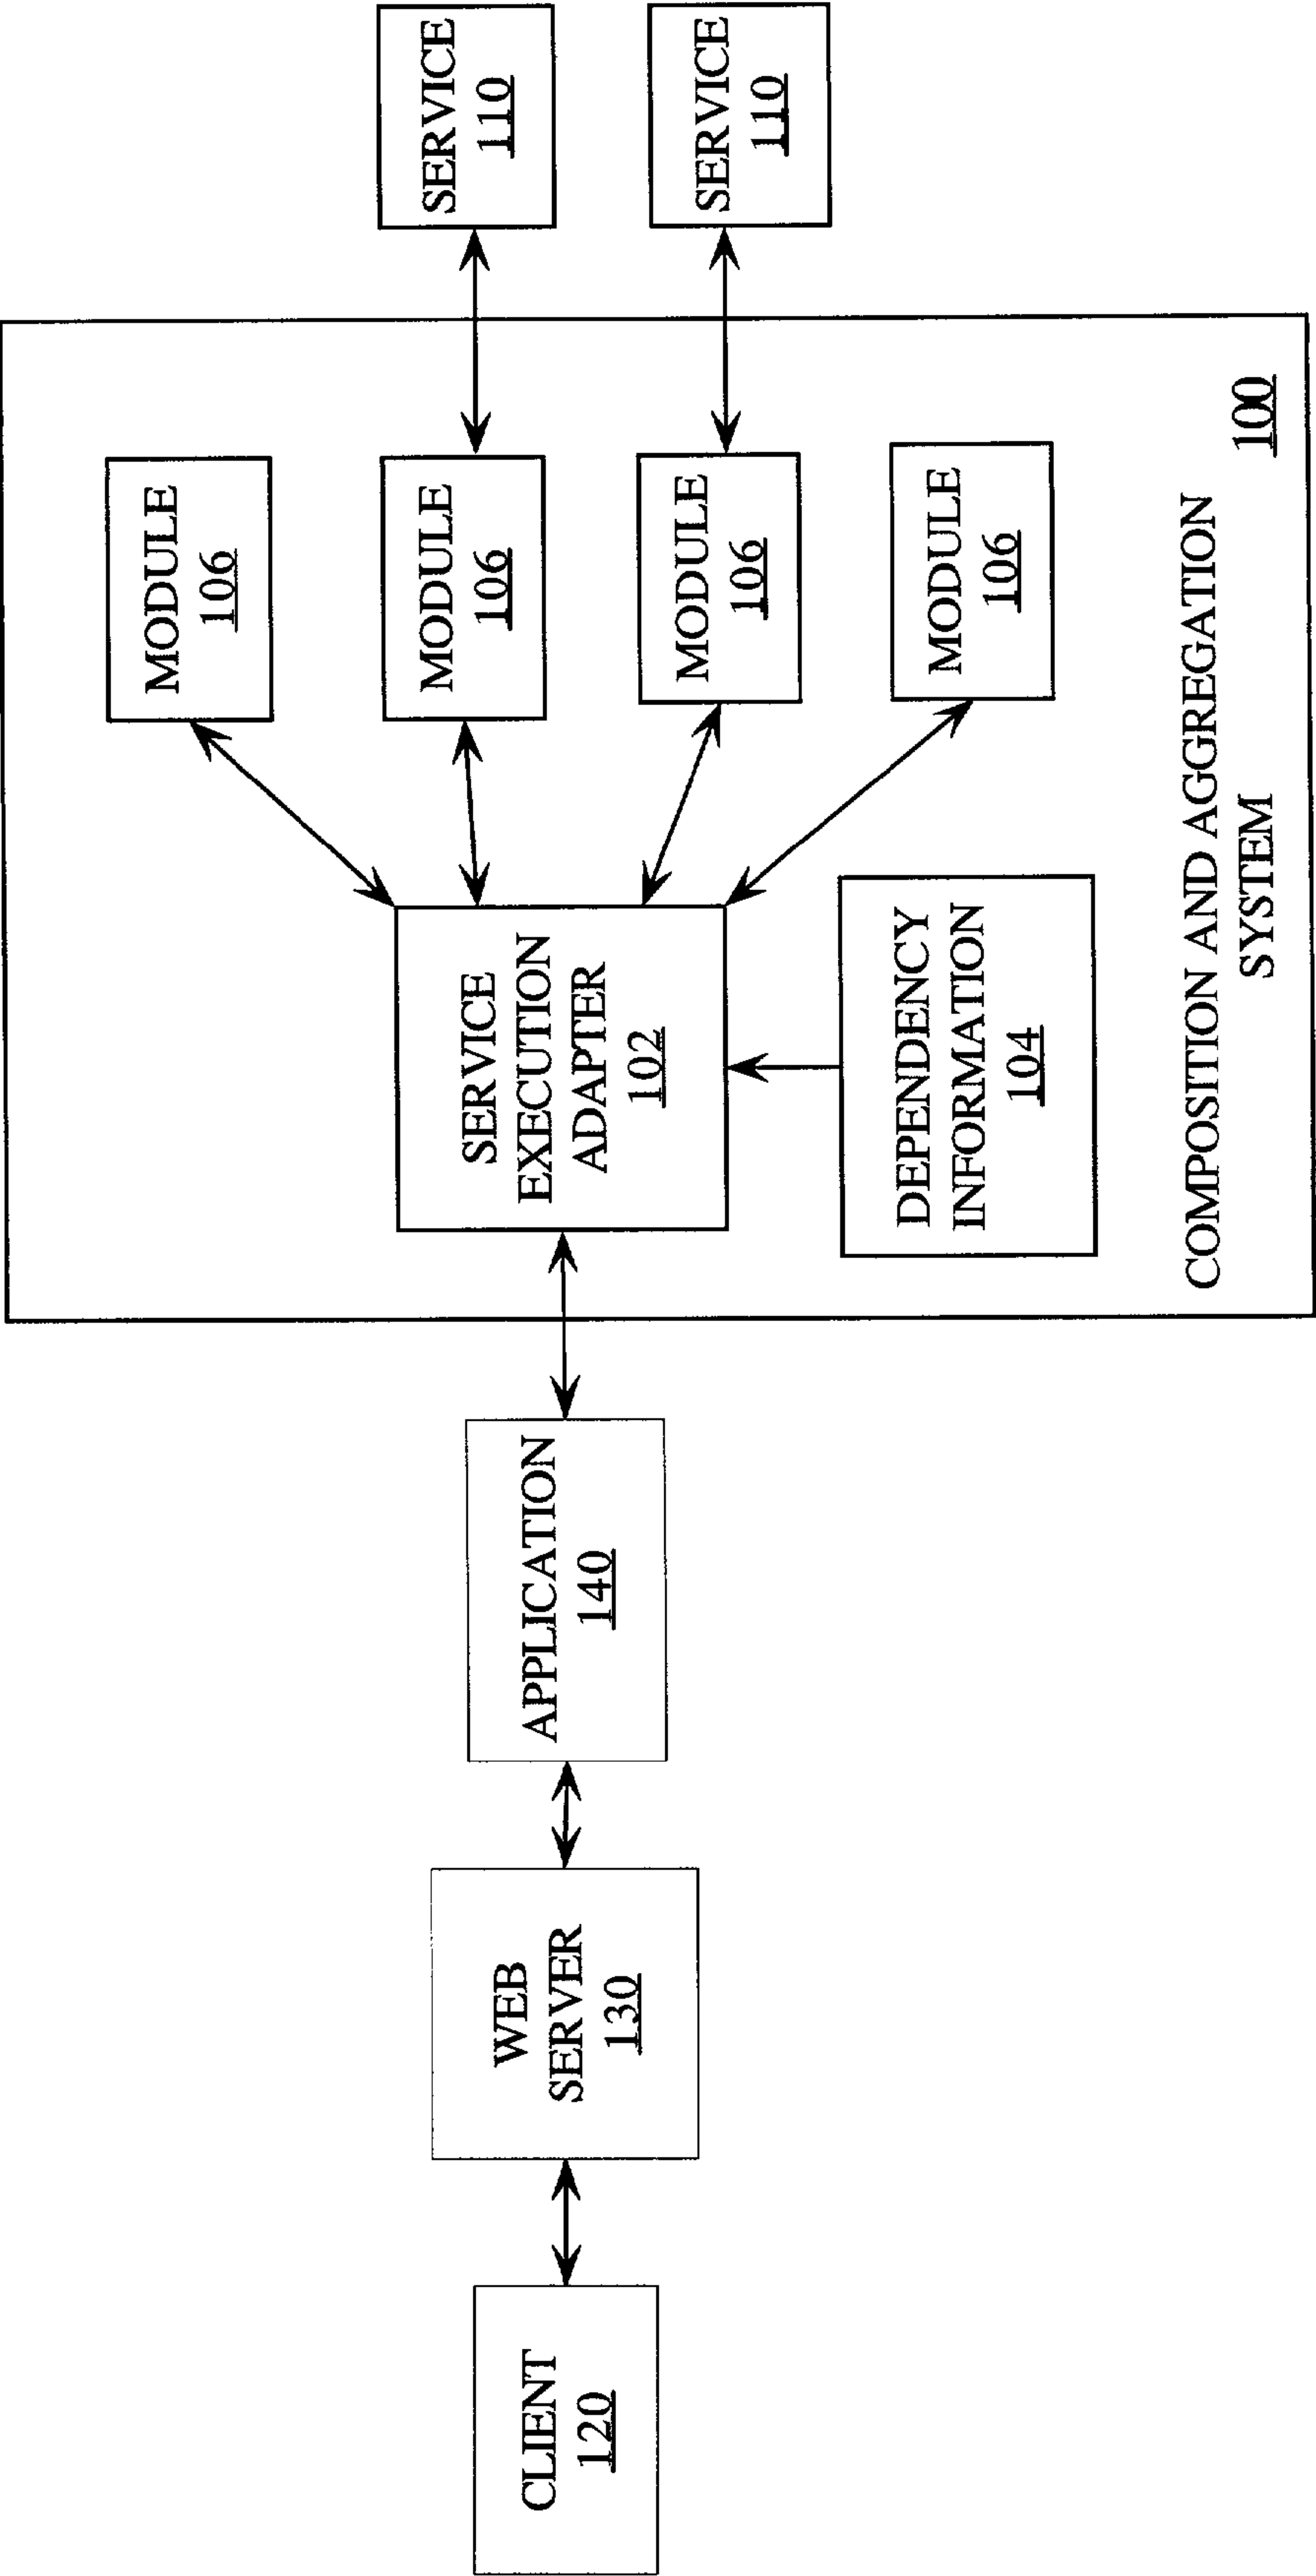 CLIENT
120
WEB
SERVER
130
APPLICATION
140
SERVICE
EXECUTION
ADAPTER
102
DEPENDENCY
INFORMATION
104
MODULE
106
MODULE
106
MODULE
106
MODULE
106
SERVICE
110
SERVICE
110
COMPOSITION AND AGGREGATION
SYSTEM
100